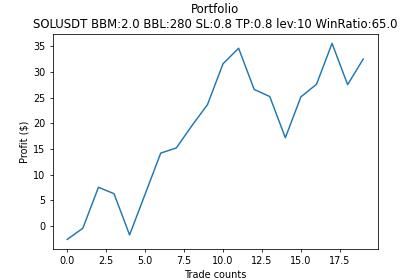 Portfolio
SOLUSDT BBM:2.0 BBL:280 SL:0.8 TP:0.8 lev:10 WinRatio:65.0
35
30
25
20
15
10
5
0
Profit ($)
0.0 2.5 5.0 7.5 10.0 12.5 15.0 17.5
Trade counts